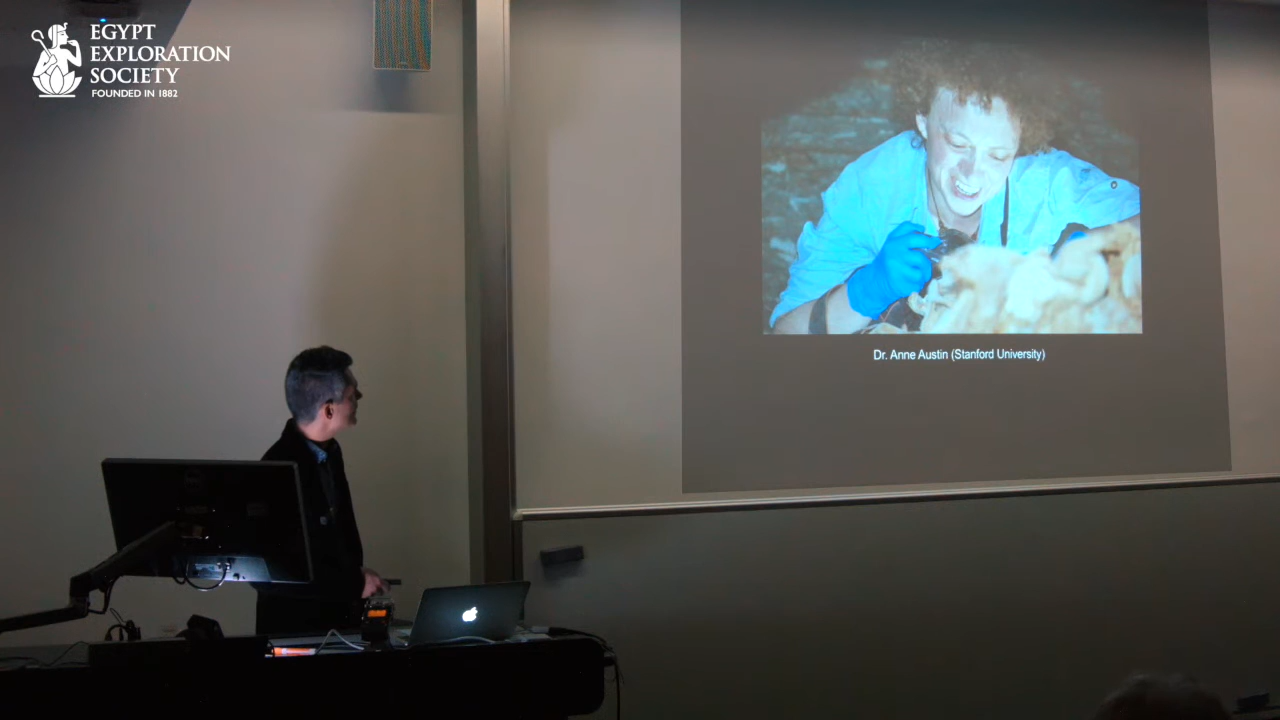 EGYPT
EXPLORATION
SOCIETY
FOUNDED IN 1882
Dr. Anne Austin (Stanford University)